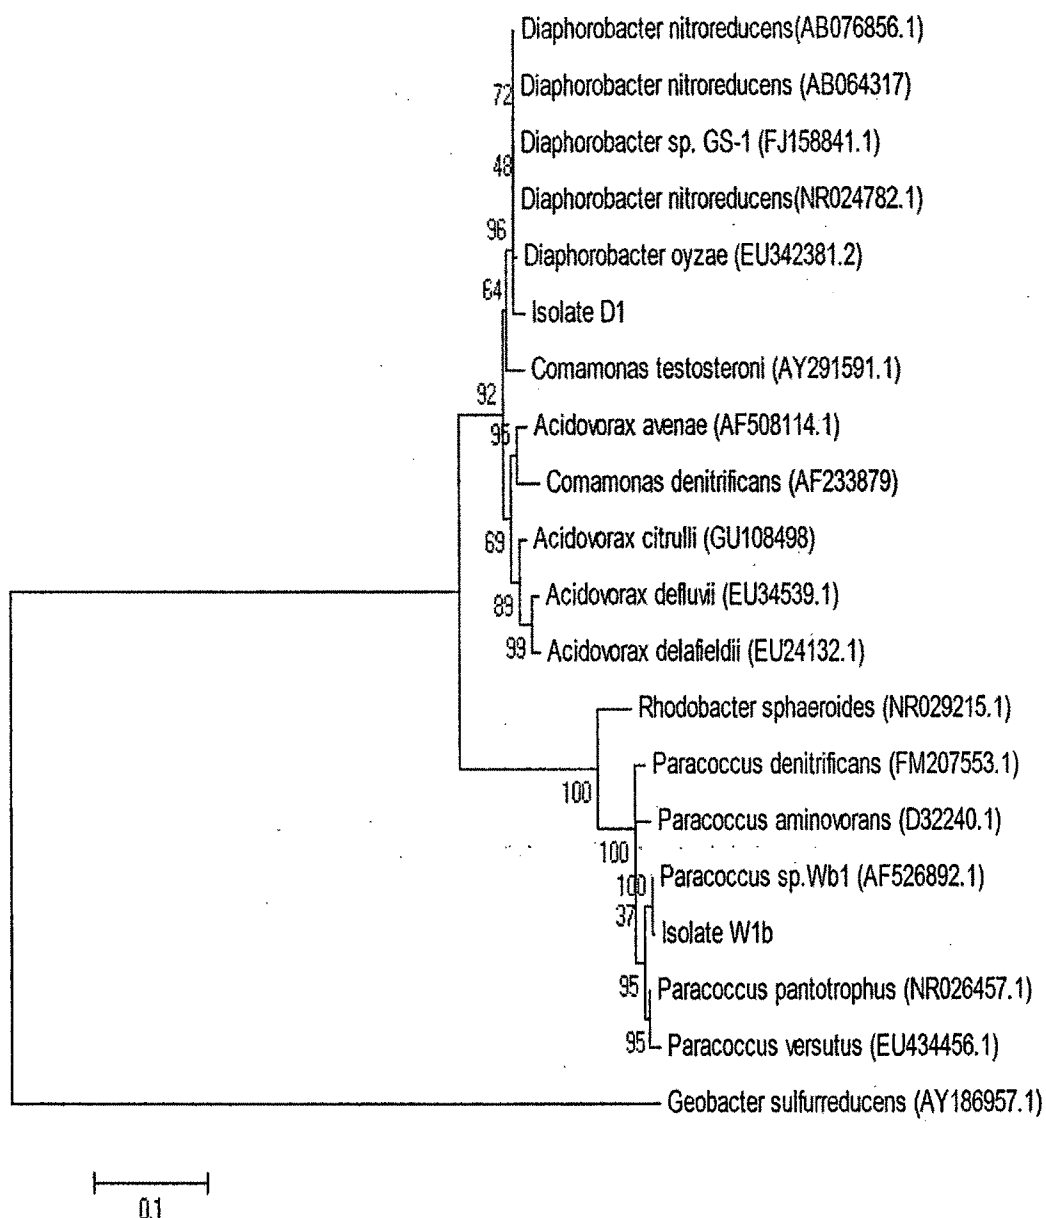 Diaphorobacter nitroreducens(AB076856.1)
72
Diaphorobacter nitroreducens (AB064317)
Diaphorobacter sp. GS-1 (FJ158841.1)
48
Diaphorobacter nitroreducens(NR024782.1)
96
Diaphorobacter oyzae (EU342381.2)
64
Isolate D1
Comamonas testosteroni (AY291591.1)
92
95
Acidovorax avenae (AF508114.1)
Comamonas denitrificans (AF233879)
69
Acidovorax citrulli (GU108498)
89
Acidovorax defluvii (EU34539.1)
99
Acidovorax delafieldii (EU24132.1)
Rhodobacter sphaeroides (NR029215.1)
100
Paracoccus denitrificans (FM207553.1)
Paracoccus aminovorans (D32240.1)
100
100
Paracoccus sp.Wb1 (AF526892.1)
37
Isolate W1b
95
Paracoccus pantotrophus (NR026457.1)
95
Paracoccus versutus (EU434456.1)
Geobacter sulfurreducens (AY186957.1)
0.1